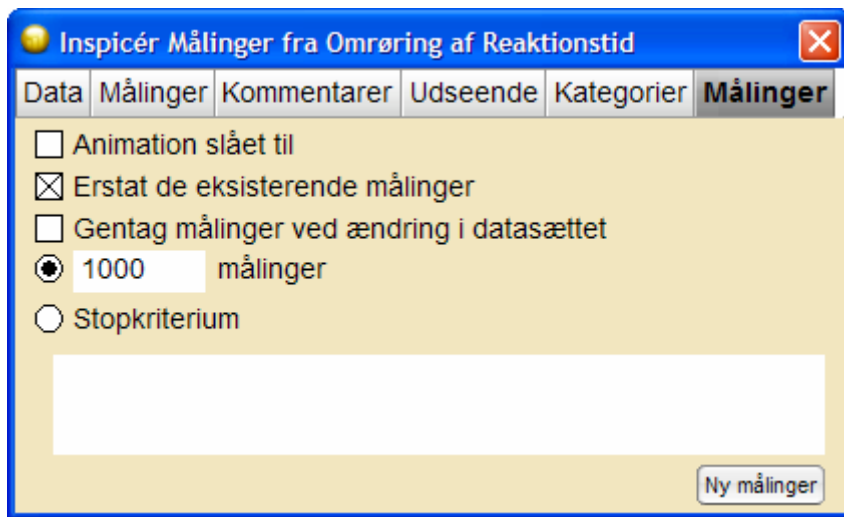 Inspicér Målinger fra Omrøring af Reaktionstid
Data Målinger Kommentarer Udseende Kategorier Målinger
Animation slået til
Erstat de eksisterende målinger
Gentag målinger ved ændring i datasættet
1000 målinger
Stopkriterium
Ny målinger